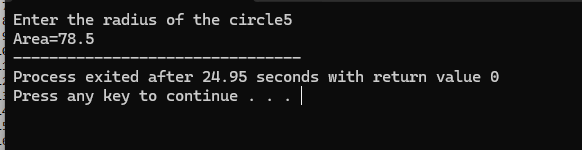 Enter the radius of the circle5
Area=78.5
--------------------------------
Process exited after 24.95 seconds with return value 0
Press any key to continue . . .